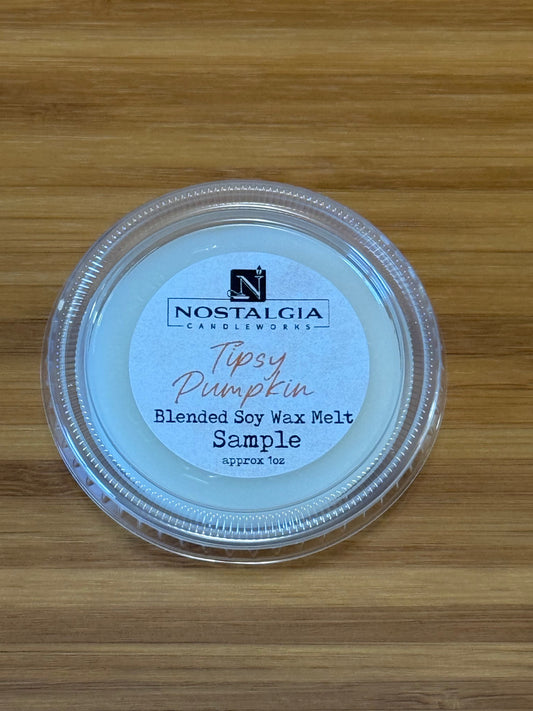 N
NOSTALGIA
CANDLEWORKS
Tipsy
Pumpkin
Blended Soy Wax Melt
Sample
approx 1oz